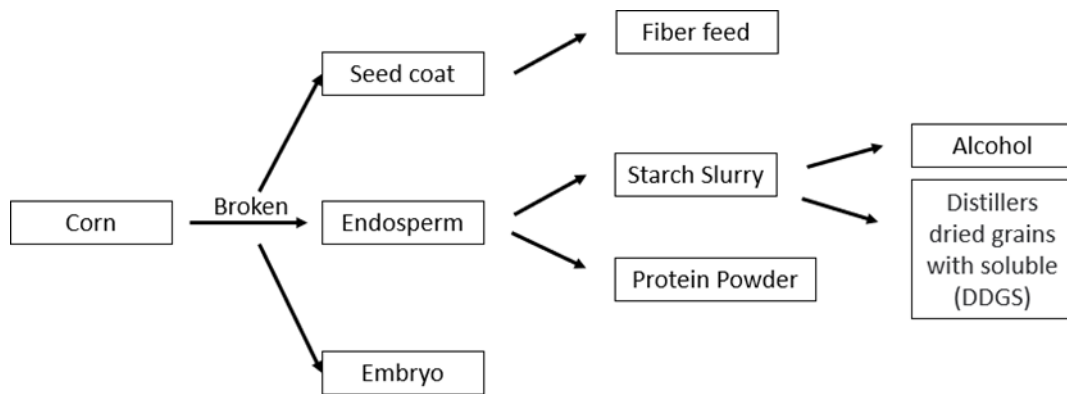 Fiber feed
Seed coat
Alcohol
Starch Slurry
Distillers
dried grains
with soluble
(DDGS)
Broken
Corn
Endosperm
Protein Powder
Embryo